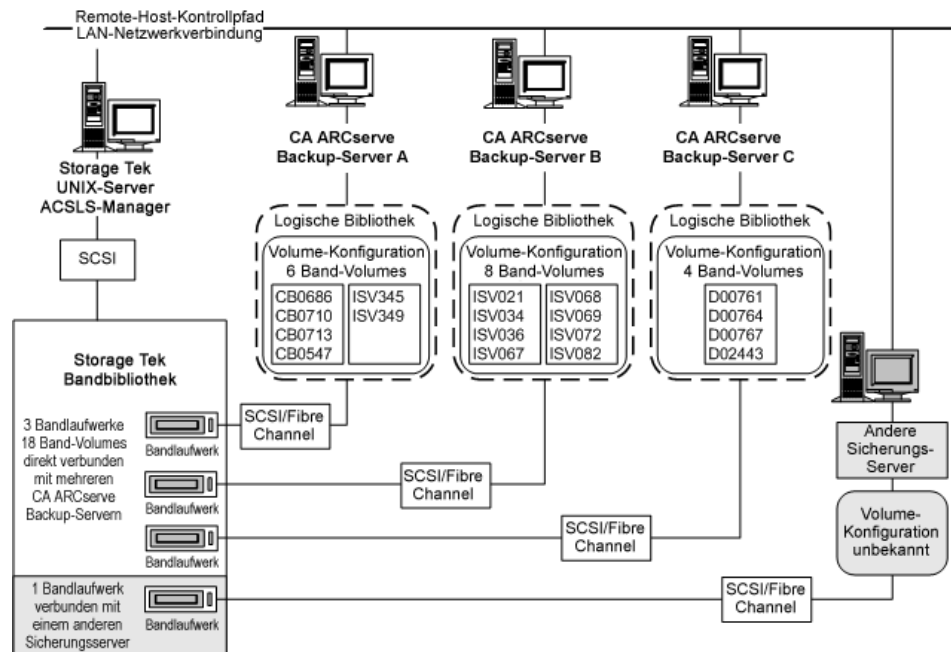 Remote-Host-Kontrollpfad
LAN-Netzwerkverbindung
Storage Tek
UNIX-Server
ACSLS-Manager
SCSI
CA ARCserve
Backup-Server A
Logische Bibliothek
Volume-Konfiguration
6 Band-Volumes
CB0686
CB0710
CB0713
CB0547
ISV345
ISV349
CA ARCserve
Backup-Server B
Logische Bibliothek
Volume-Konfiguration
8 Band-Volumes
ISV021
ISV034
ISV036
ISV067
ISV068
ISV069
ISV072
ISV082
CA ARCserve
Backup-Server C
Logische Bibliothek
Volume-Konfiguration
4 Band-Volumes
D00761
D00764
D00767
D02443
Andere
Sicherungs-
Server
Volume-
Konfiguration
unbekannt
Storage Tek
Bandbibliothek
3 Bandlaufwerke
18 Band-Volumes
direkt verbunden
mit mehreren
CA ARCserve
Backup-Servern
Bandlaufwerk
SCSI/Fibre
Channel
Bandlaufwerk
SCSI/Fibre
Channel
Bandlaufwerk
SCSI/Fibre
Channel
1 Bandlaufwerk
verbunden mit
einem anderen
Sicherungsserver
Bandlaufwerk
SCSI/Fibre
Channel